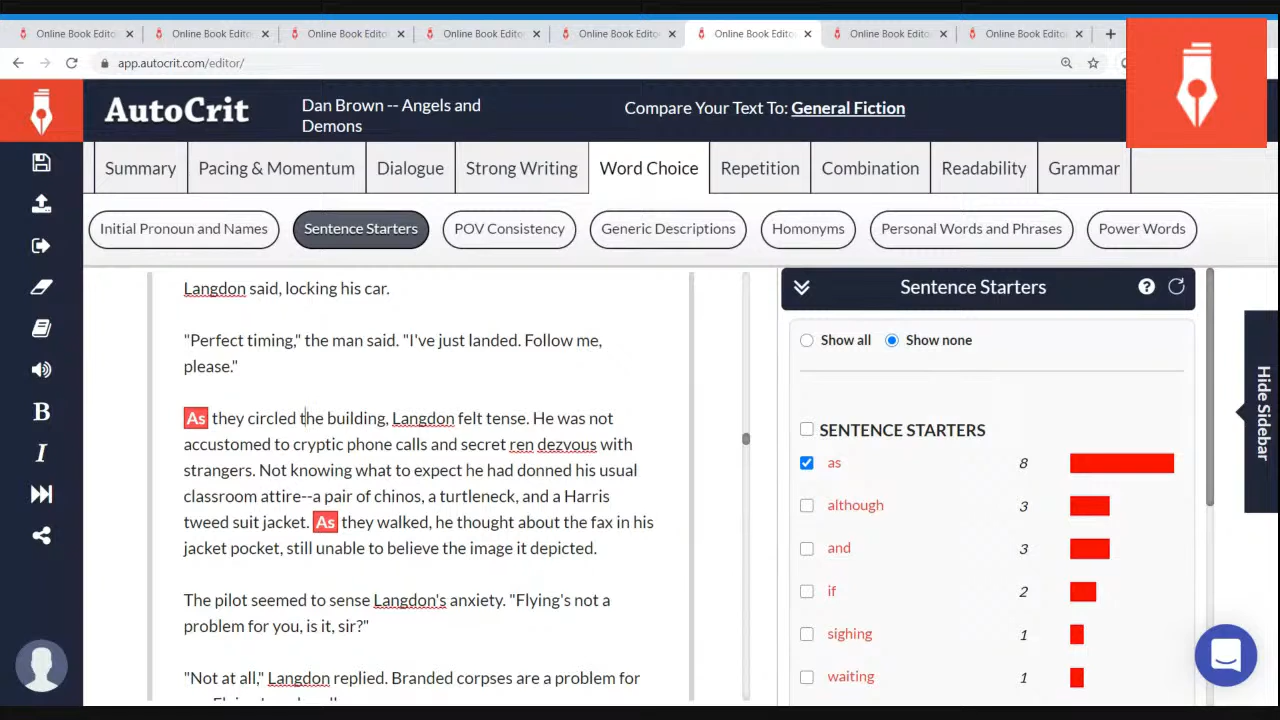 Online Book Edito
Online Book Edito
Online Book Edito
Online Book Edito
Online Book Edito
Online Book Edito
Online Book Edito
Online Book Edito
app.autocrit.com/editor/
AutoCrit
Dan Brown -- Angels and
Demons
Compare Your Text To: General Fiction
Summary
Pacing & Momentum
Dialogue
Strong Writing
Word Choice
Repetition
Combination
Readability
Grammar
Initial Pronoun and Names
Sentence Starters
POV Consistency
Generic Descriptions
Homonyms
Personal Words and Phrases
Power Words
B
I
Langdon said, locking his car.
"Perfect timing," the man said. "I've just landed. Follow me,
please."
As they circled the building, Langdon felt tense. He was not
accustomed to cryptic phone calls and secret ren dezvous with
strangers. Not knowing what to expect he had donned his usual
classroom attire--a pair of chinos, a turtleneck, and a Harris
tweed suit jacket. As they walked, he thought about the fax in his
jacket pocket, still unable to believe the image it depicted.
The pilot seemed to sense Langdon's anxiety. "Flying's not a
problem for you, is it, sir?"
"Not at all," Langdon replied. Branded corpses are a problem for
Sentence Starters
?
Show all
Show none
SENTENCE STARTERS
as 8
although 3
and 3
if 2
sighing 1
waiting 1
Hide Sidebar